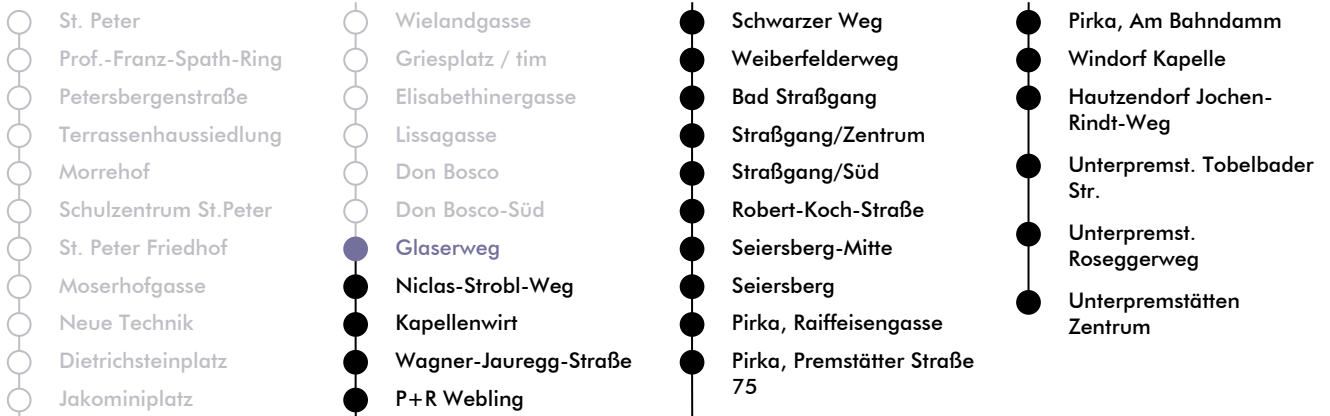 St. Peter
Prof.-Franz-Spath-Ring
Petersbergenstraße
Terrassenhaussiedlung
Morrehof
Schulzentrum St.Peter
St. Peter Friedhof
Moserhofgasse
Neue Technik
Dietrichsteinplatz
Jakominiplatz
Wielandgasse
Griesplatz / tim
Elisabethinergasse
Lissagasse
Don Bosco
Don Bosco-Süd
Glaserweg
Niclas-Strobl-Weg
Kapellenwirt
Wagner-Jauregg-Straße
P+R Webling
Schwarzer Weg
Weiberfelderweg
Bad Straßgang
Straßgang/Zentrum
Straßgang/Süd
Robert-Koch-Straße
Seiersberg-Mitte
Seiersberg
Pirka, Raiffeisengasse
Pirka, Premstätter Straße
75
Pirka, Am Bahndamm
Windorf Kapelle
Hautzendorf Jochen-
Rindt-Weg
Unterpremst. Tobelbader
Str.
Unterpremst.
Roseggerweg
Unterpremstätten
Zentrum